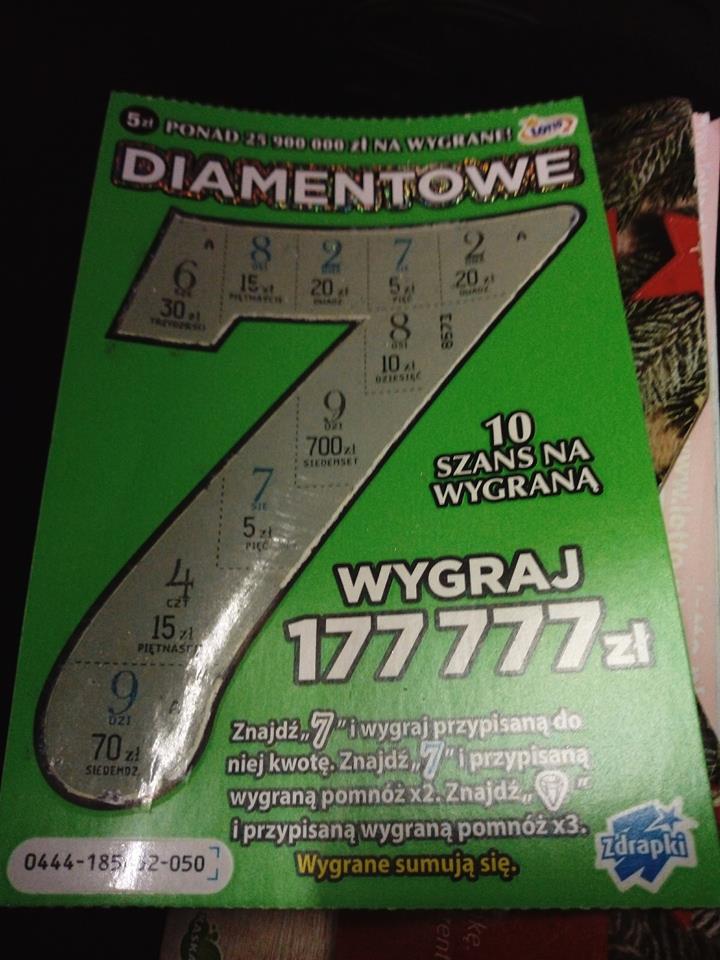 5zł PONAD 25 900 000 zł NA WYGRANE! LOTTO
DIAMENTOWE
6 8 2 7 2
SZE OSI DWA SIE DWA
30 zł 15 zł 20 zł 5 zł 20 zł
TRZYDZIEŚCI PIĘTNAŚCIE DWADZ PIĘĆ DWADZ
8
OSI
10 zł
DZIESIĘĆ
8573
9
DZI
700 zł
SIEDEMSET
7
SIE
5 zł
PIĘĆ
4
CZT
15 zł
PIĘTNAŚC
9
DZI
70 zł
SIEDEMDZ
10
SZANS NA
WYGRANĄ
WYGRAJ
177 777 zł
Znajdź „7” i wygraj przypisaną do
niej kwotę. Znajdź „7” i przypisaną
wygraną pomnóż x2. Znajdź „ ”
i przypisaną wygraną pomnóż x3.
Wygrane sumują się.
Zdrapki